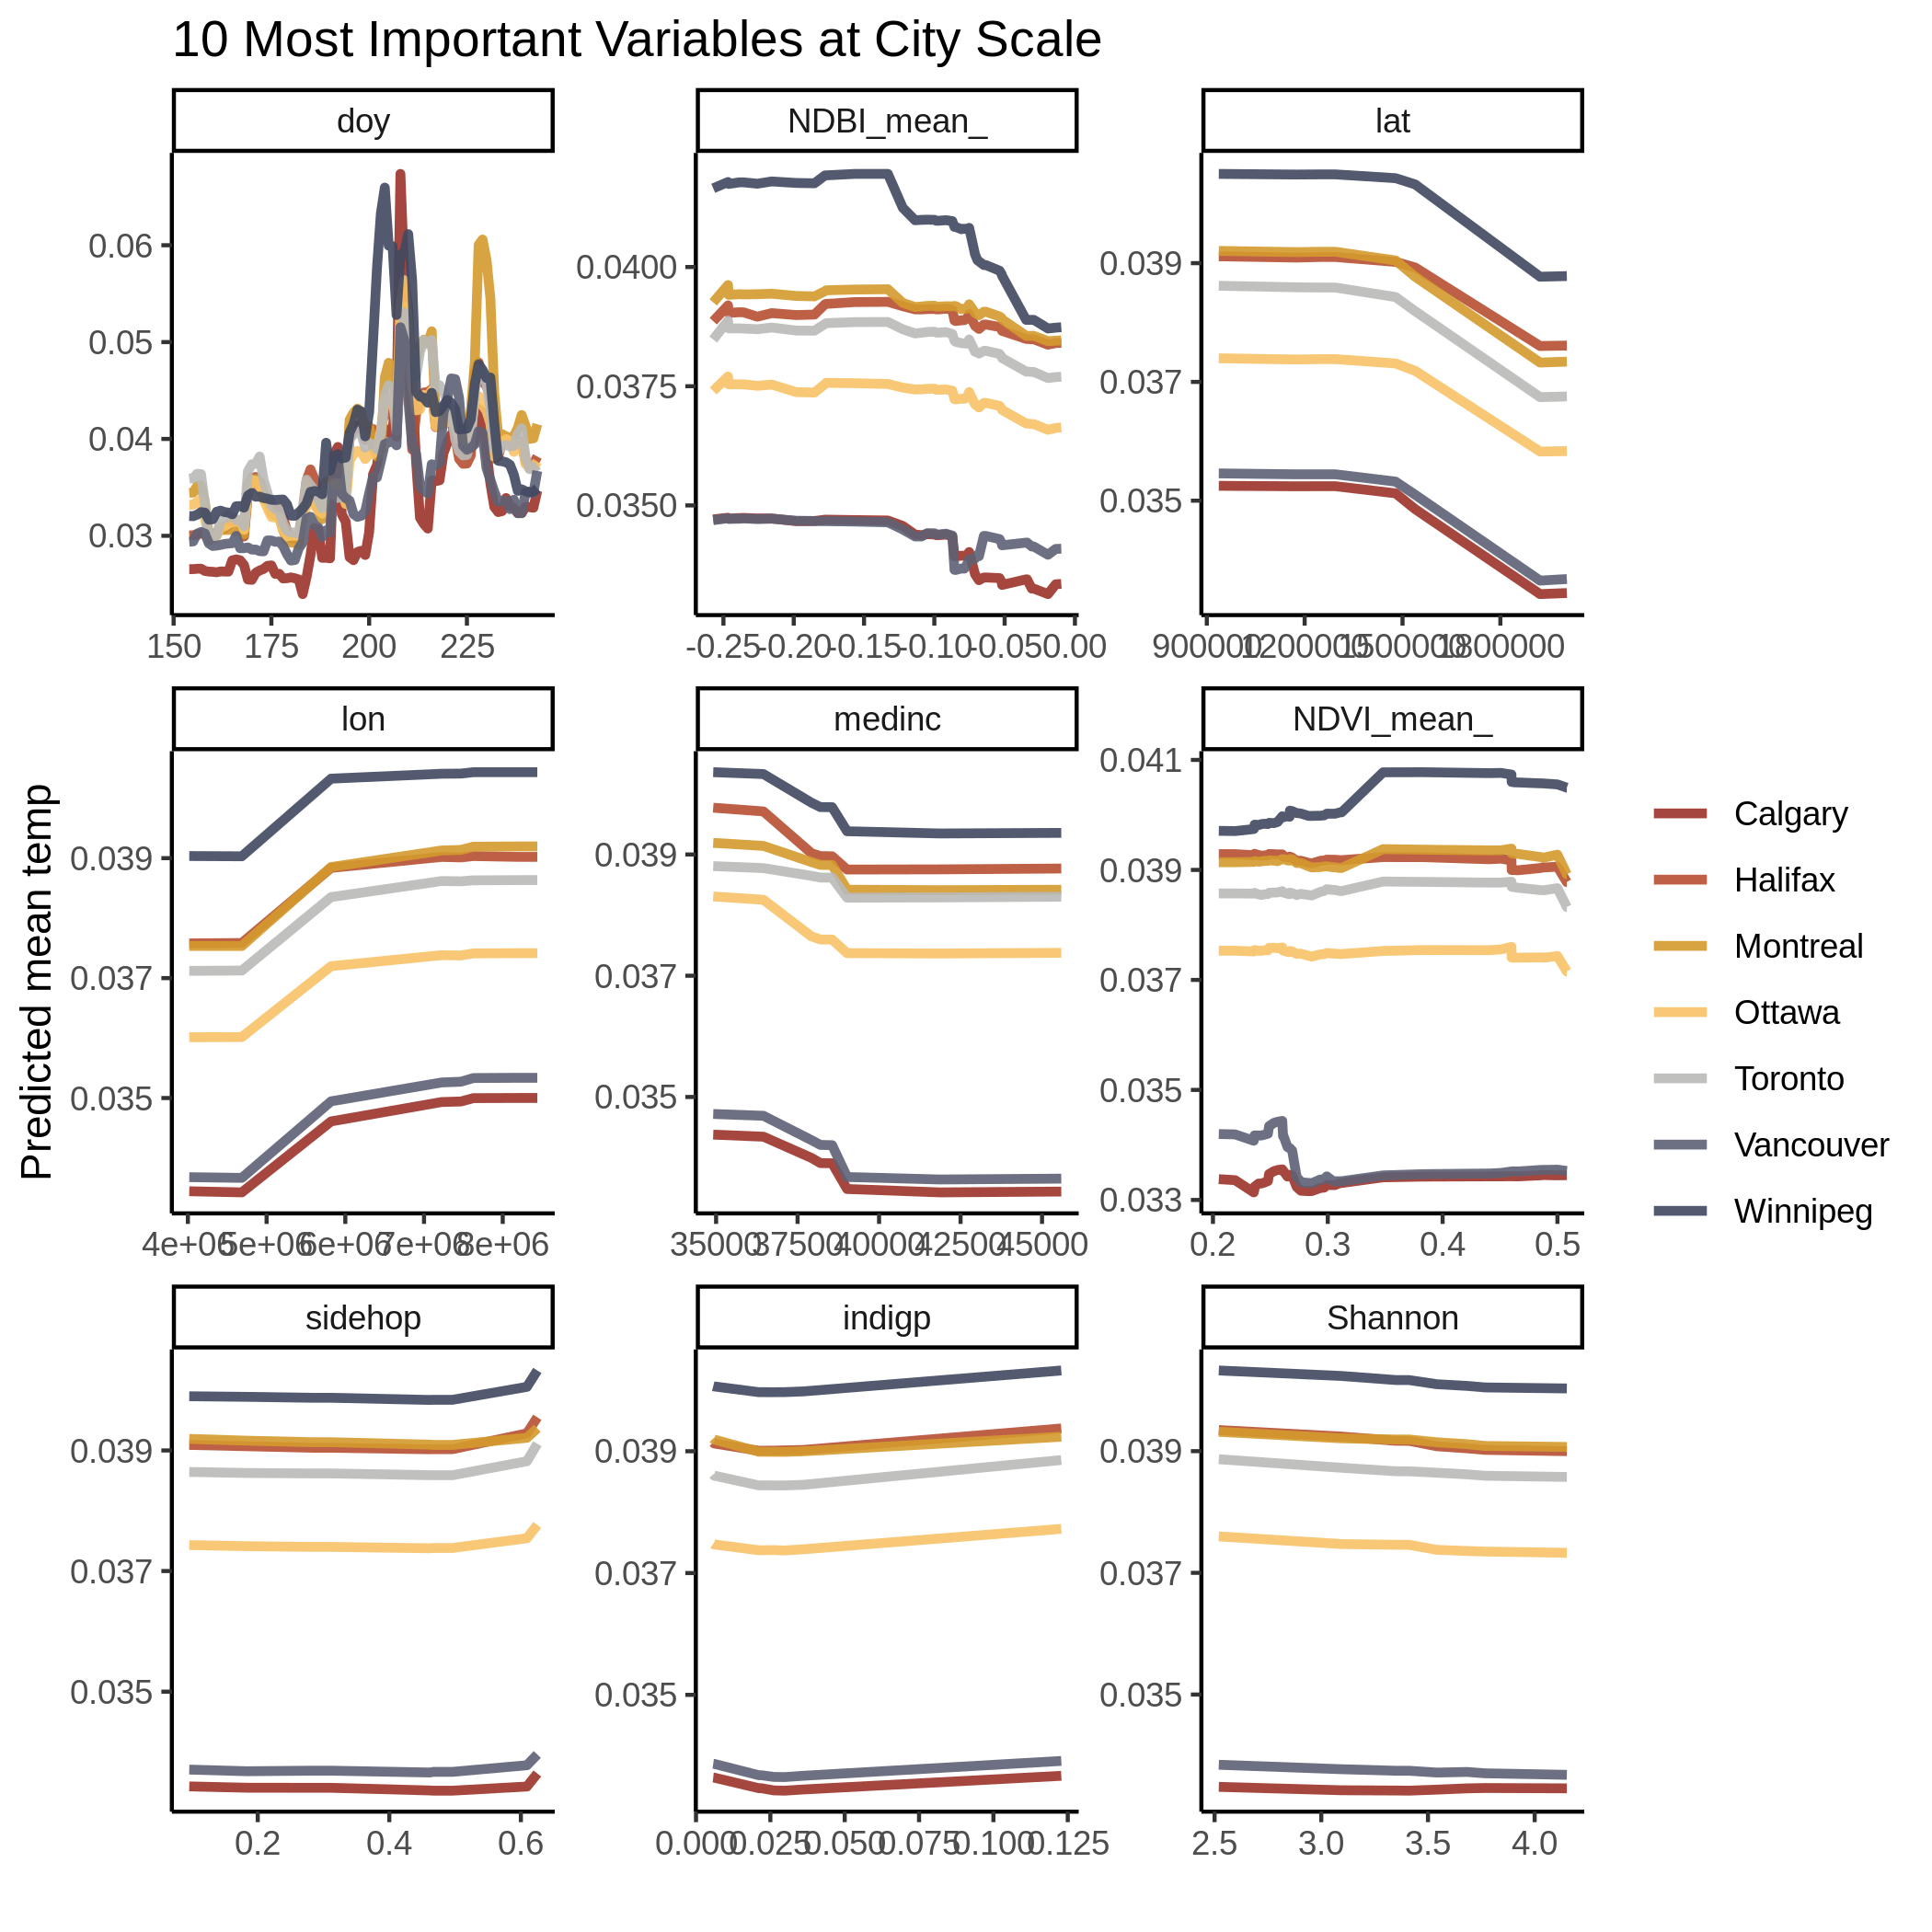 10 Most Important Variables at City Scale
doy
NDBI_mean_
lat
0.06
0.05
0.04
0.03
0.0400
0.0375
0.0350
0.039
0.037
0.035
150 175 200 225
-0.25 -0.20 -0.15 -0.10 -0.05 0.00
900000 1200000 1500000 1800000
lon
medinc
NDVI_mean_
Predicted mean temp
0.039
0.037
0.035
0.039
0.037
0.035
0.041
0.039
0.037
0.035
0.033
4e+06 5e+06 6e+06 7e+06 8e+06
35000 37500 40000 42500 45000
0.2 0.3 0.4 0.5
Calgary
Halifax
Montreal
Ottawa
Toronto
Vancouver
Winnipeg
sidehop
indigp
Shannon
0.039
0.037
0.035
0.039
0.037
0.035
0.039
0.037
0.035
0.2 0.4 0.6
0.000 0.025 0.050 0.075 0.100 0.125
2.5 3.0 3.5 4.0